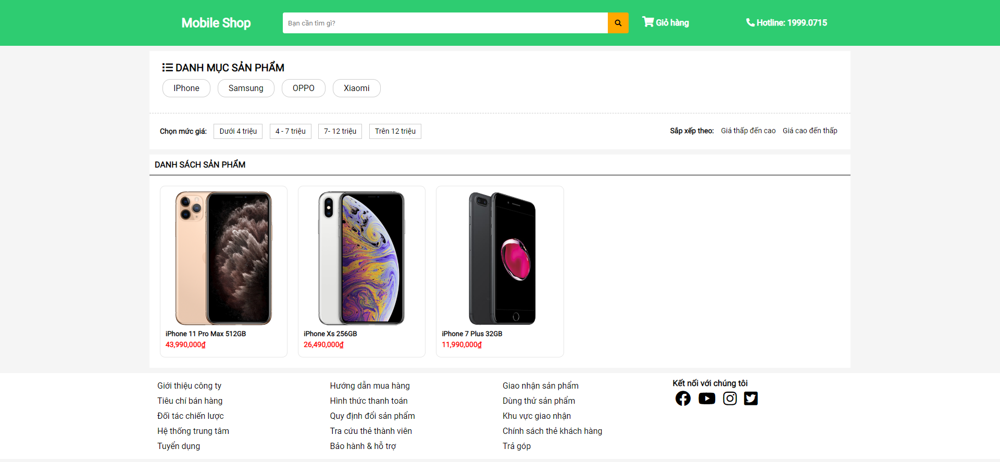 Mobile Shop
Bạn cần tìm gì?
Giỏ hàng
Hotline: 1999.0715
DANH MỤC SẢN PHẨM
IPhone Samsung OPPO Xiaomi
Chọn mức giá: Dưới 4 triệu 4 - 7 triệu 7- 12 triệu Trên 12 triệu
Sắp xếp theo: Giá thấp đến cao Giá cao đến thấp
DANH SÁCH SẢN PHẨM
iPhone 11 Pro Max 512GB
43,990,000₫
iPhone Xs 256GB
26,490,000₫
iPhone 7 Plus 32GB
11,990,000₫
Giới thiệu công ty
Tiêu chí bán hàng
Đối tác chiến lược
Hệ thống trung tâm
Tuyển dụng
Hướng dẫn mua hàng
Hình thức thanh toán
Quy định đổi sản phẩm
Tra cứu thẻ thành viên
Bảo hành & hỗ trợ
Giao nhận sản phẩm
Dùng thử sản phẩm
Khu vực giao nhận
Chính sách thẻ khách hàng
Trả góp
Kết nối với chúng tôi